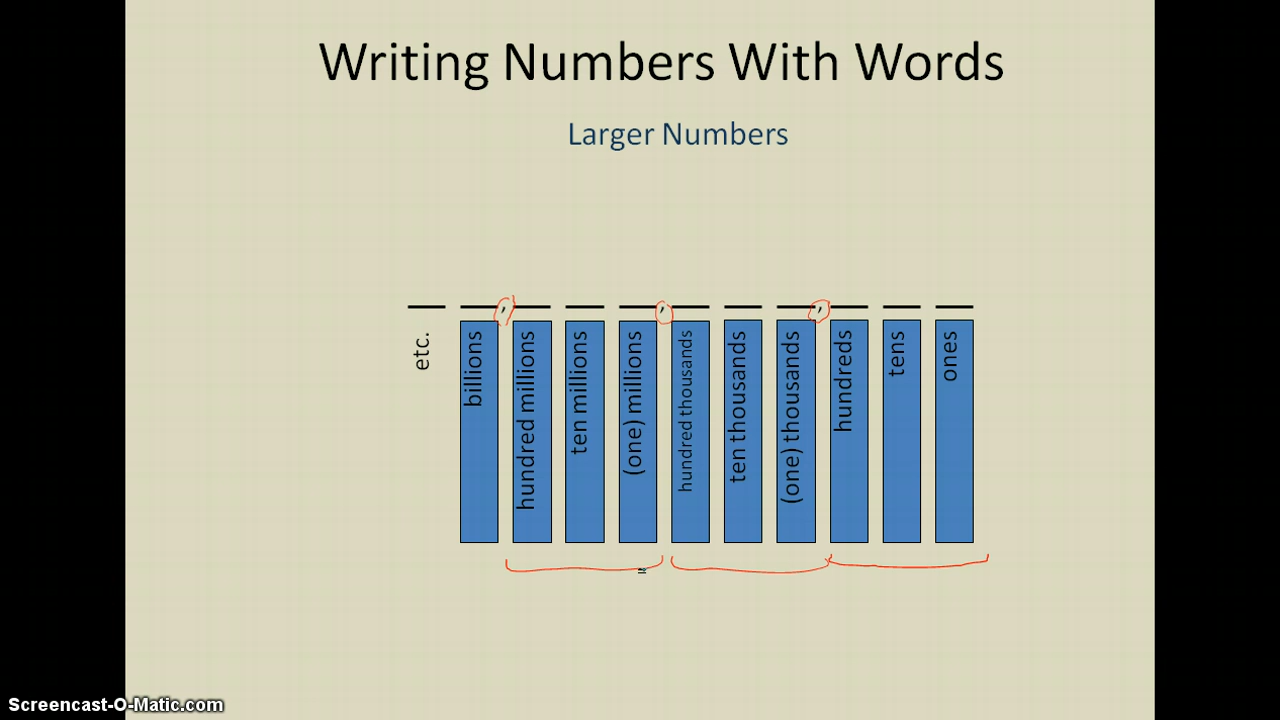 Writing Numbers With Words
Larger Numbers
, , ,
etc.
billions
hundred millions
ten millions
(one) millions
hundred thousands
ten thousands
(one) thousands
hundreds
tens
ones
Screencast-O-Matic.com